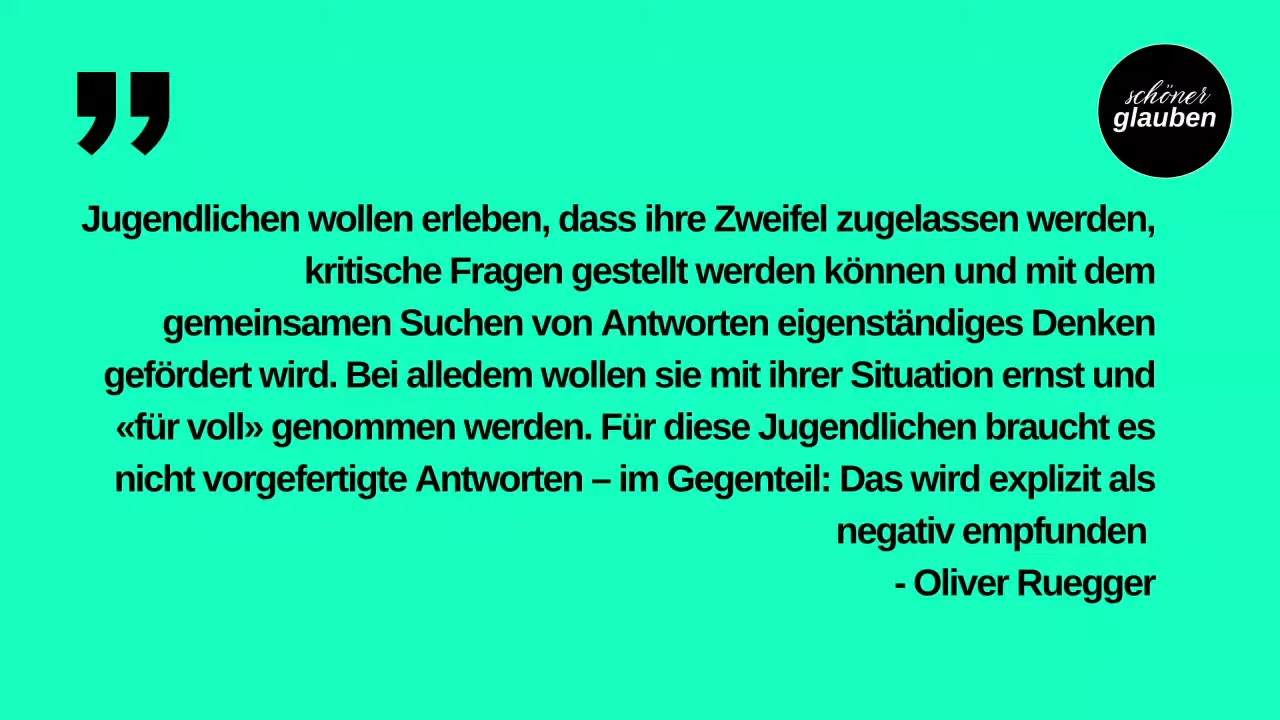 schöner
glauben
Jugendlichen wollen erleben, dass ihre Zweifel zugelassen werden,
kritische Fragen gestellt werden können und mit dem
gemeinsamen Suchen von Antworten eigenständiges Denken
gefördert wird. Bei alledem wollen sie mit ihrer Situation ernst und
«für voll» genommen werden. Für diese Jugendlichen braucht es
nicht vorgefertigte Antworten – im Gegenteil: Das wird explizit als
negativ empfunden
- Oliver Ruegger